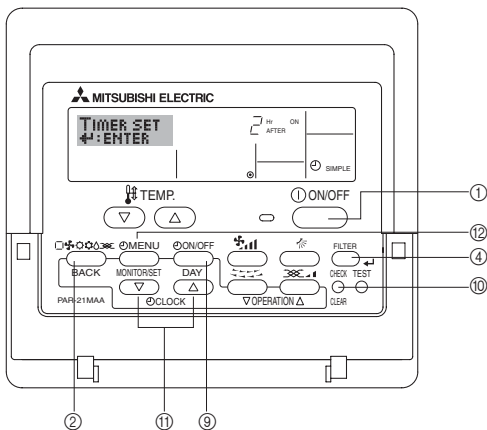 MITSUBISHI ELECTRIC
TIMER SET
↵:ENTER
2 Hr ON
AFTER
SIMPLE
TEMP.
ON/OFF
①
MENU
ON/OFF
FILTER
⑫
④
BACK
MONITOR/SET
DAY
CHECK TEST
PAR-21MAA
CLOCK
OPERATION
CLEAR
⑩
② ⑪ ⑨